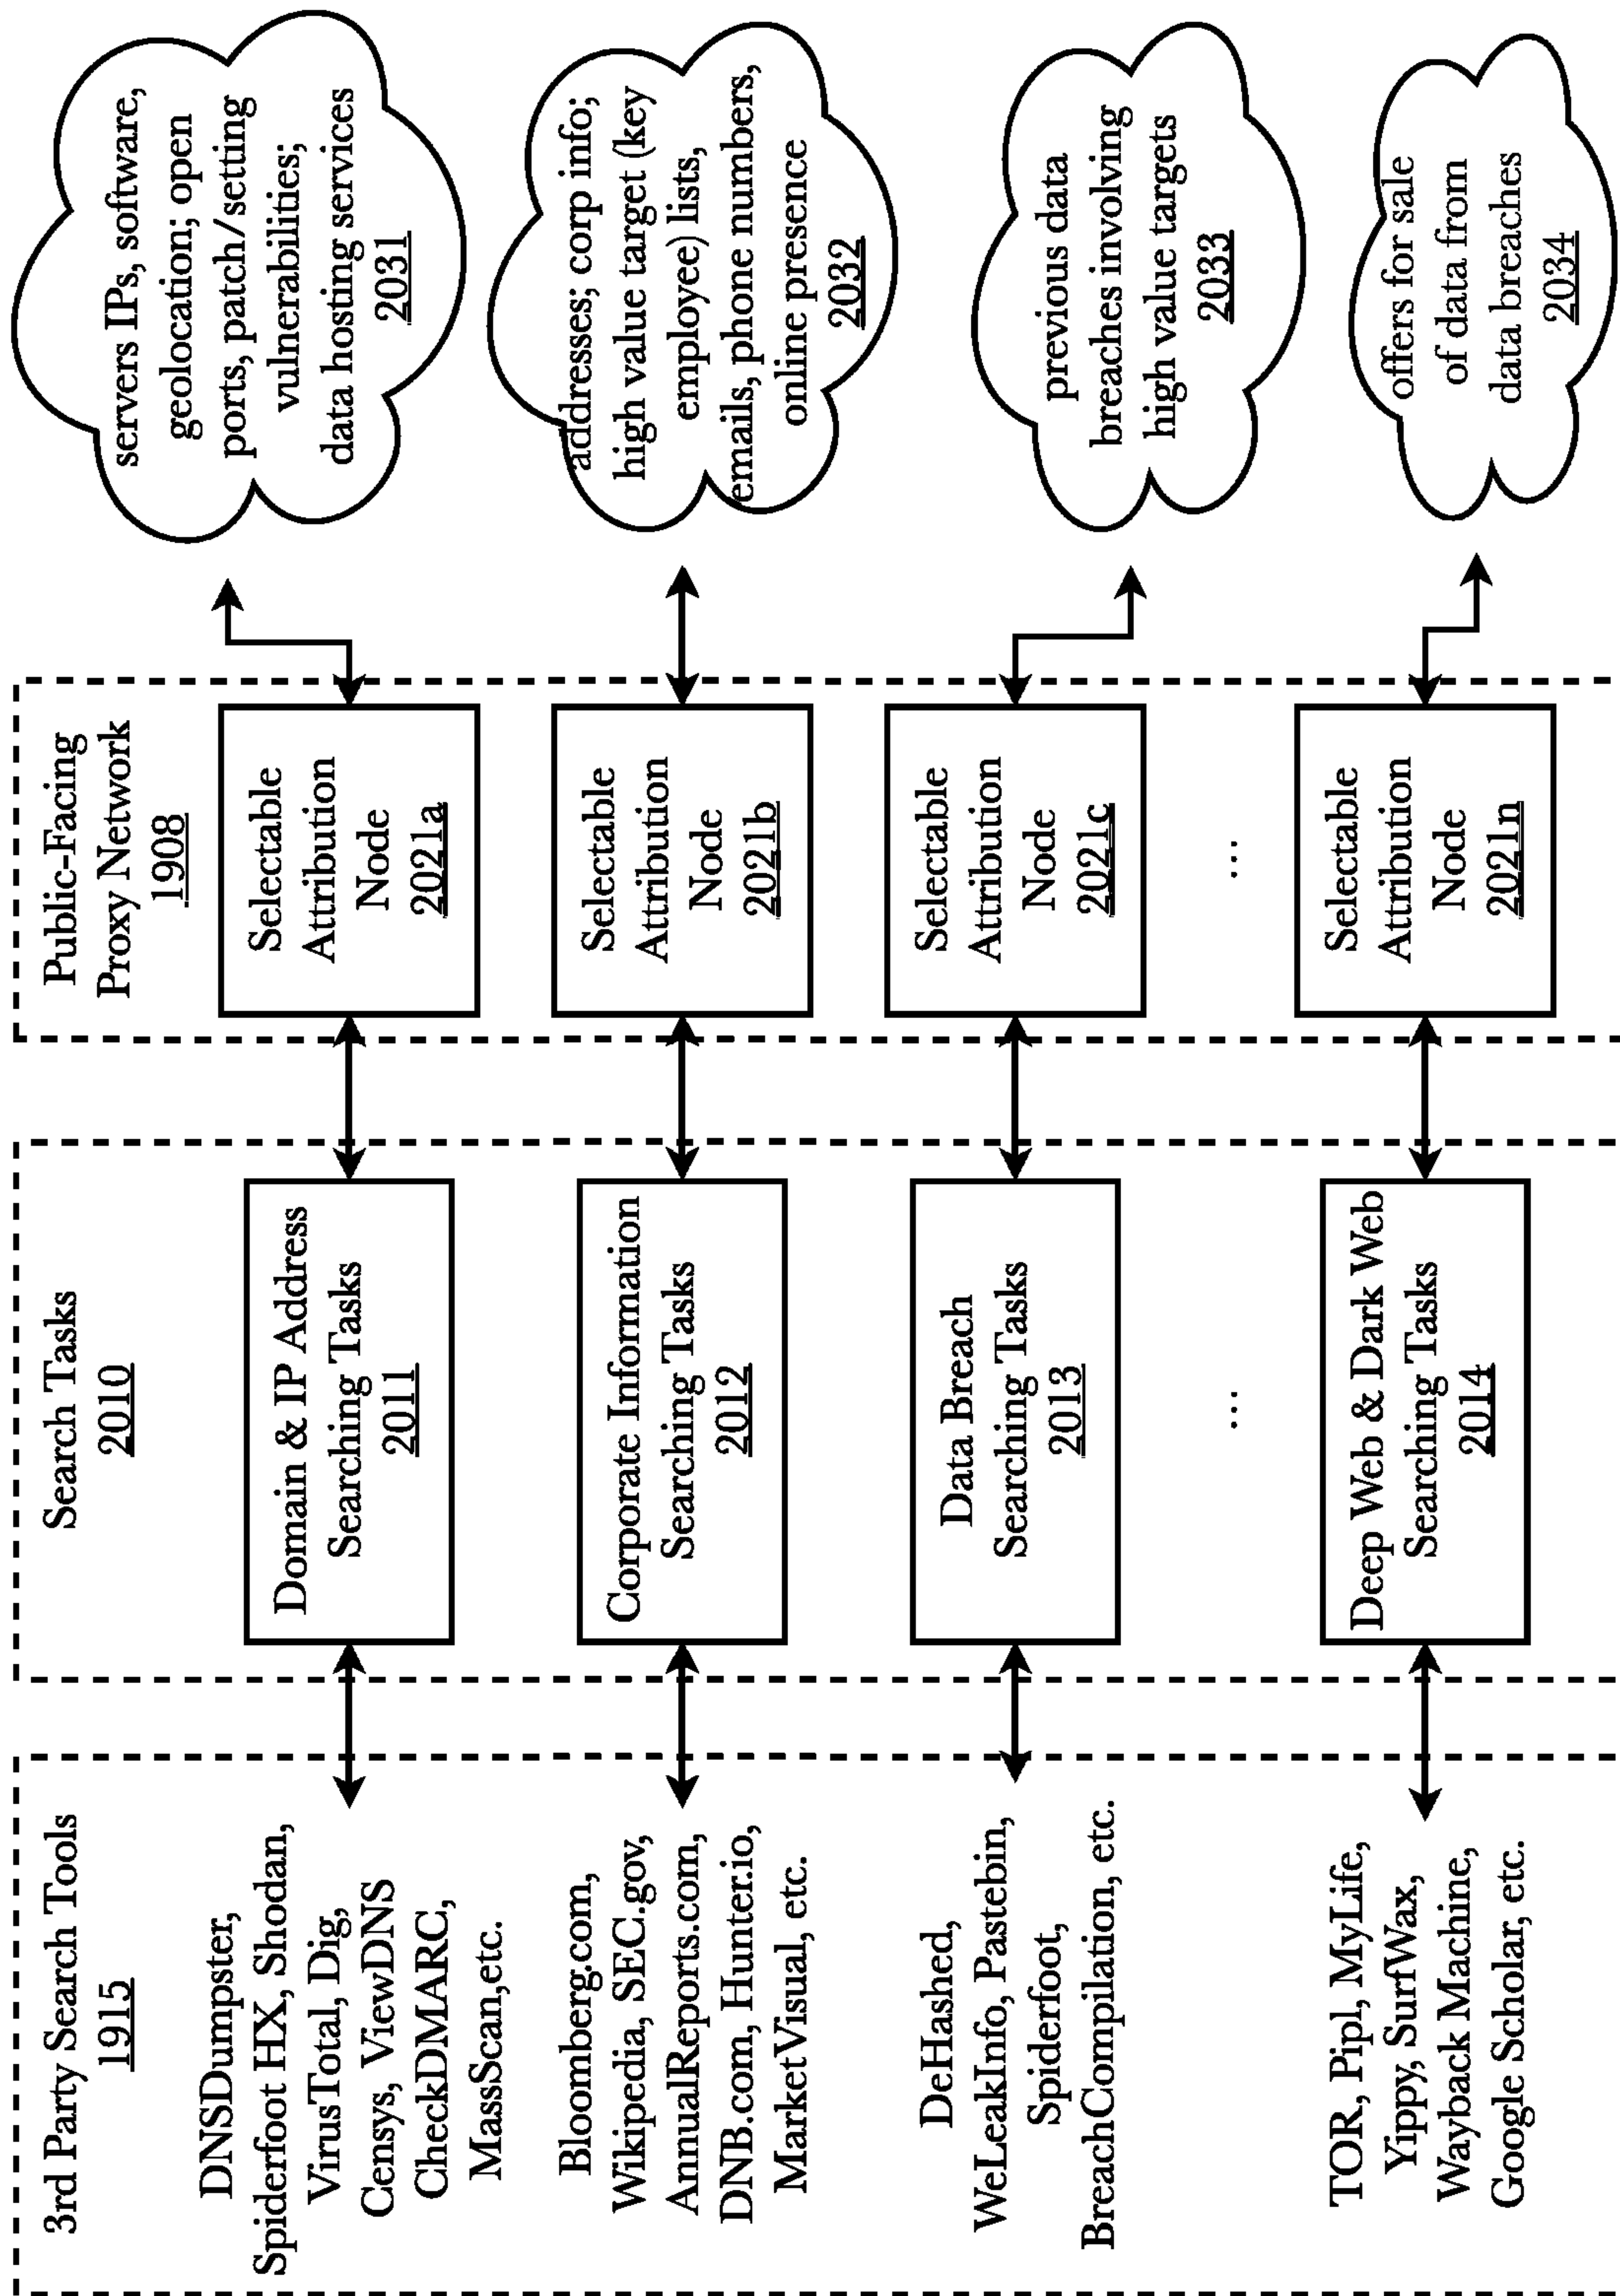 3rd Party Search Tools
1915
DNSDumpster,
Spiderfoot HX, Shodan,
VirusTotal, Dig,
Censys, ViewDNS
CheckDMARC,
MassScan,etc.
Bloomberg.com,
Wikipedia, SEC.gov,
AnnualReports.com,
DNB.com, Hunter.io,
MarketVisual, etc.
DeHashed,
WeLeakInfo, Pastebin,
Spiderfoot,
BreachCompilation, etc.
TOR, Pipl, MyLife,
Yippy, SurfWax,
Wayback Machine,
Google Scholar, etc.
Search Tasks
2010
Domain & IP Address
Searching Tasks
2011
Corporate Information
Searching Tasks
2012
Data Breach
Searching Tasks
2013
...
Deep Web & Dark Web
Searching Tasks
2014
Public-Facing
Proxy Network
1908
Selectable
Attribution
Node
2021a
Selectable
Attribution
Node
2021b
Selectable
Attribution
Node
2021c
...
Selectable
Attribution
Node
2021n
servers IPs, software,
geolocation; open
ports, patch/setting
vulnerabilities;
data hosting services
2031
addresses; corp info;
high value target (key
employee) lists,
emails, phone numbers,
online presence
2032
previous data
breaches involving
high value targets
2033
offers for sale
of data from
data breaches
2034